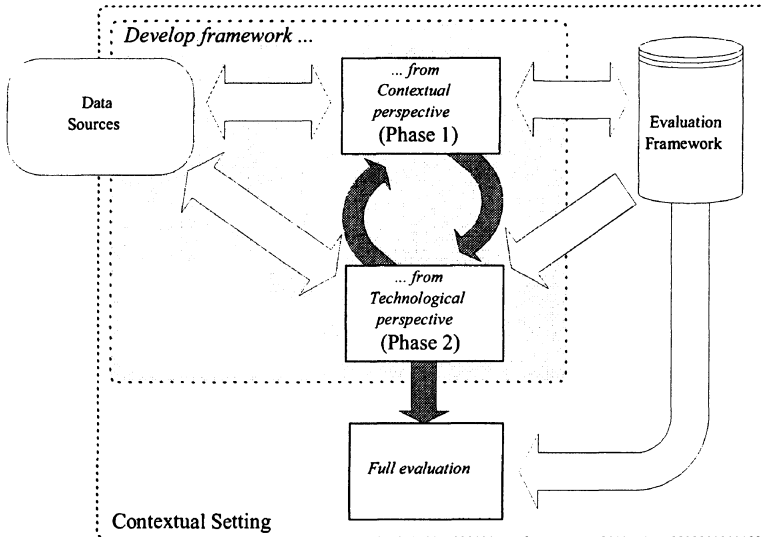 Develop framework ...
Data
Sources
... from
Contextual
perspective
(Phase 1)
Evaluation
Framework
... from
Technological
perspective
(Phase 2)
Full evaluation
Contextual Setting